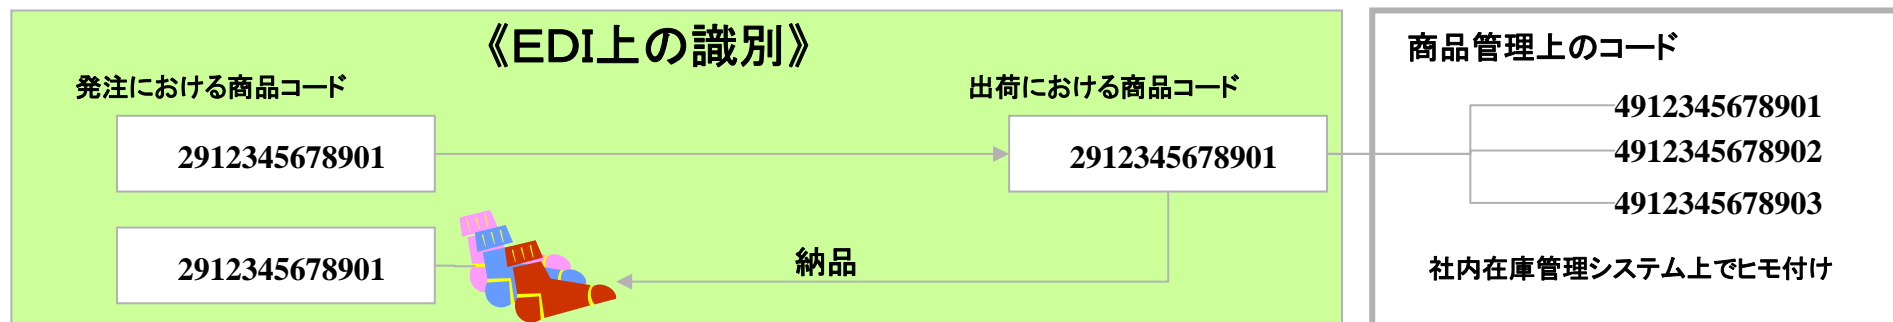 《EDI上の識別》
発注における商品コード
出荷における商品コード
2912345678901
2912345678901
2912345678901
納品
商品管理上のコード
4912345678901
4912345678902
4912345678903
社内在庫管理システム上でヒモ付け